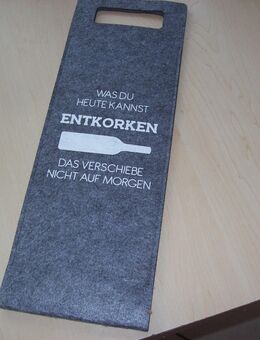 WAS DU
HEUTE KANNST
ENTKORKEN
DAS VERSCHIEBE
NICHT AUF MORGEN